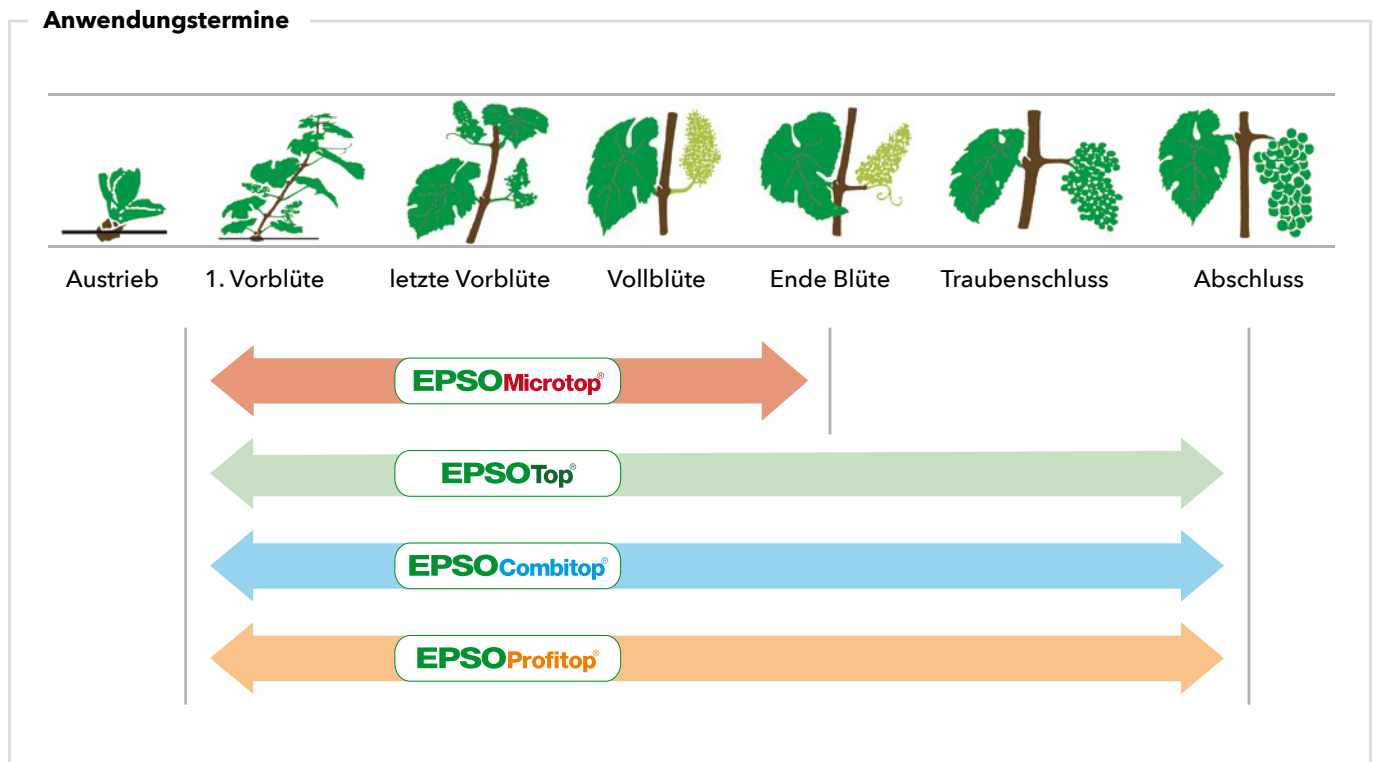 Anwendungstermine
Austrieb 1. Vorblüte letzte Vorblüte Vollblüte Ende Blüte Traubenschluss Abschluss
EPSOMicrotop®
EPSOTop®
EPSOCombitop®
EPSOProfitop®